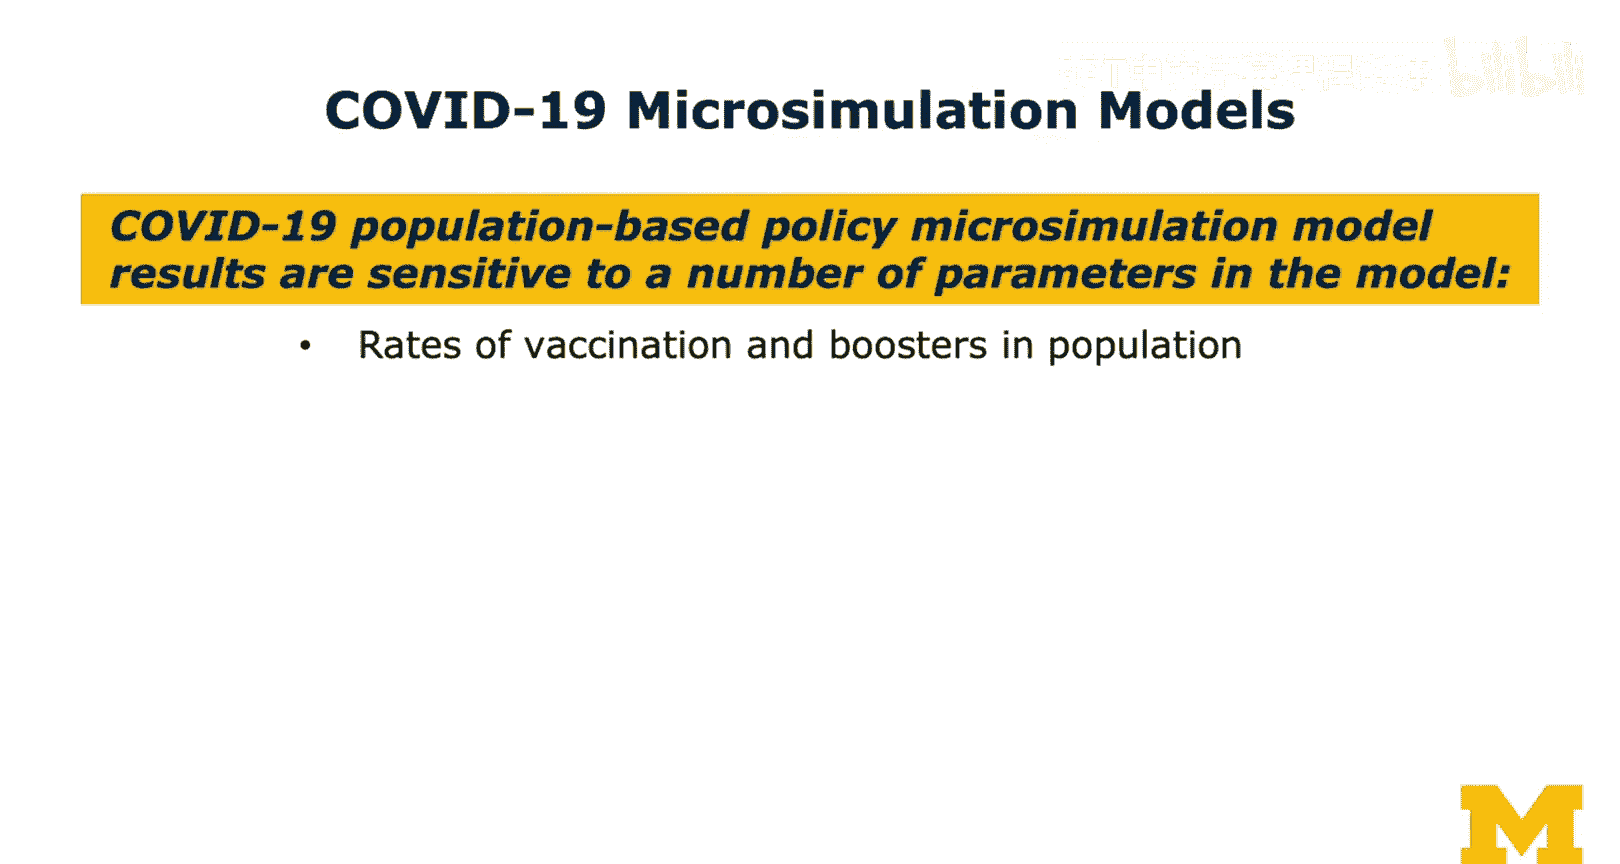 COVID-19 Microsimulation Models
COVID-19 population-based policy microsimulation model
results are sensitive to a number of parameters in the model:
• Rates of vaccination and boosters in population
bilibili
M